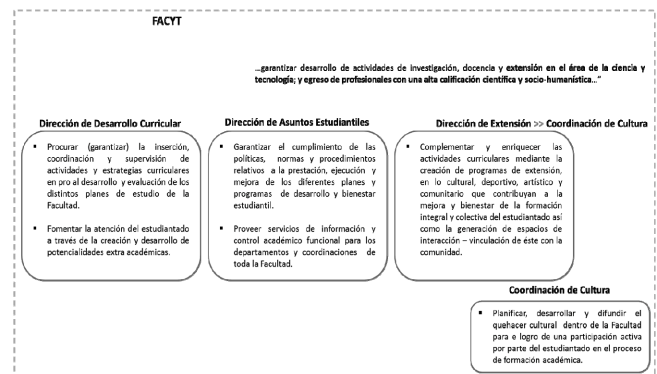 FACYT
…garantizar desarrollo de actividades de investigación, docencia y extensión en el área de la ciencia y
tecnología; y egreso de profesionales con una alta calificación científica y socio-humanística…"
Dirección de Desarrollo Curricular
▪ Procurar (garantizar) la inserción,
coordinación y supervisión de
actividades y estrategias curriculares
en pro al desarrollo y evaluación de los
distintos planes de estudio de la
Facultad.
▪ Fomentar la atención del estudiantado
a través de la creación y desarrollo de
potencialidades extra académicas.
Dirección de Asuntos Estudiantiles
▪ Garantizar el cumplimiento de las
políticas, normas y procedimientos
relativos a la prestación, ejecución y
mejora de los diferentes planes y
programas de desarrollo y bienestar
estudiantil.
▪ Proveer servicios de información y
control académico funcional para los
departamentos y coordinaciones de
toda la Facultad.
Dirección de Extensión >> Coordinación de Cultura
▪ Complementar y enriquecer las
actividades curriculares mediante la
creación de programas de extensión,
en lo cultural, deportivo, artístico y
comunitario que contribuyan a la
mejora y bienestar de la formación
integral y colectiva del estudiantado así
como la generación de espacios de
interacción – vinculación de éste con la
comunidad.
Coordinación de Cultura
▪ Planificar, desarrollar y difundir el
quehacer cultural dentro de la Facultad
para e logro de una participación activa
por parte del estudiantado en el proceso
de formación académica.